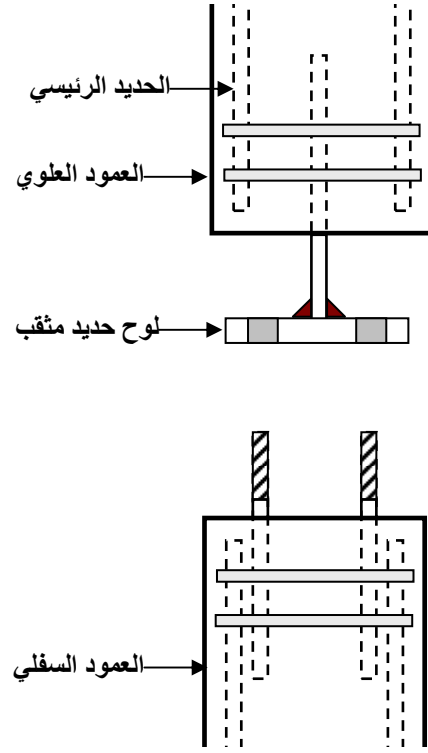 الحديد الرئيسي
العمود العلوي
لوح حديد مثقب
العمود السفلي